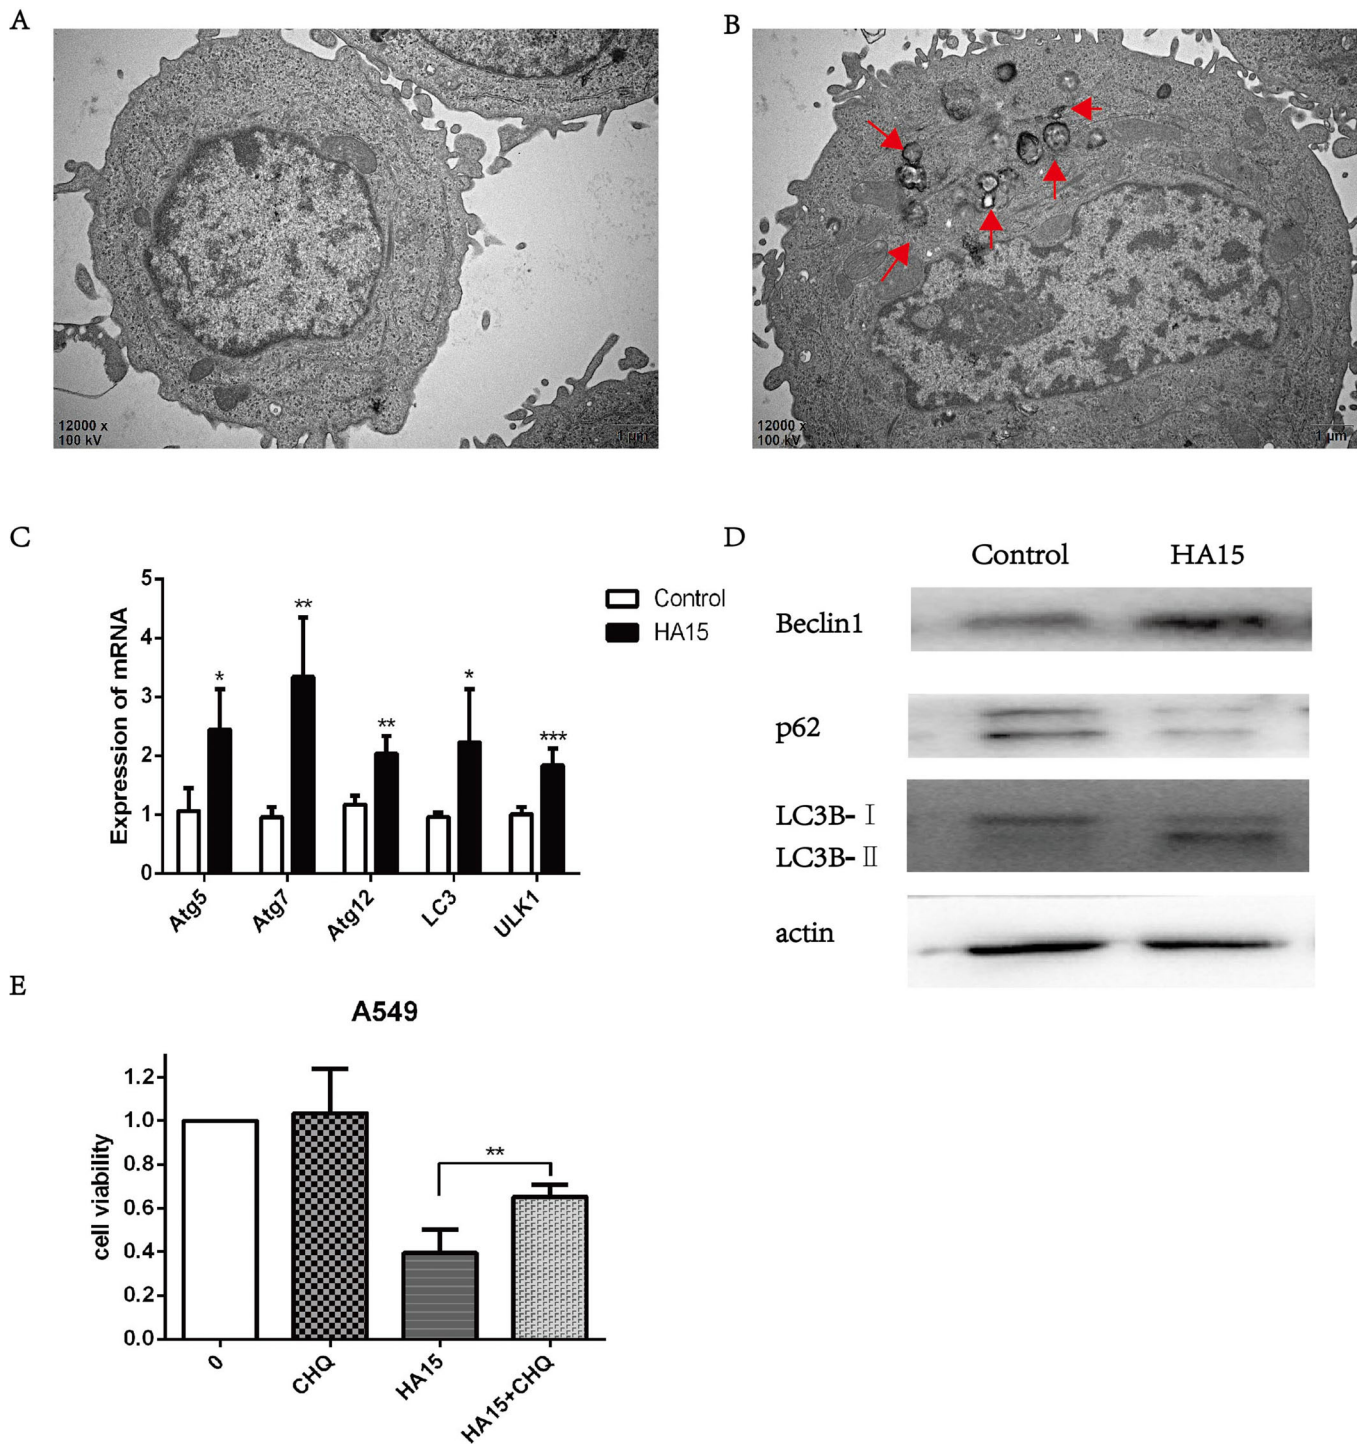 A
B
12000 x
100 kV
1 µm
12000 x
100 kV
1 µm
C
Expression of mRNA
5
4
3
2
1
0
*
**
**
*
***
Atg5
Atg7
Atg12
LC3
ULK1
Control
HA15
D
Control
HA15
Beclin1
p62
LC3B-Ⅰ
LC3B-Ⅱ
actin
E
A549
cell viability
1.2
1.0
0.8
0.6
0.4
0.2
0.0
**
0
CHQ
HA15
HA15+CHQ